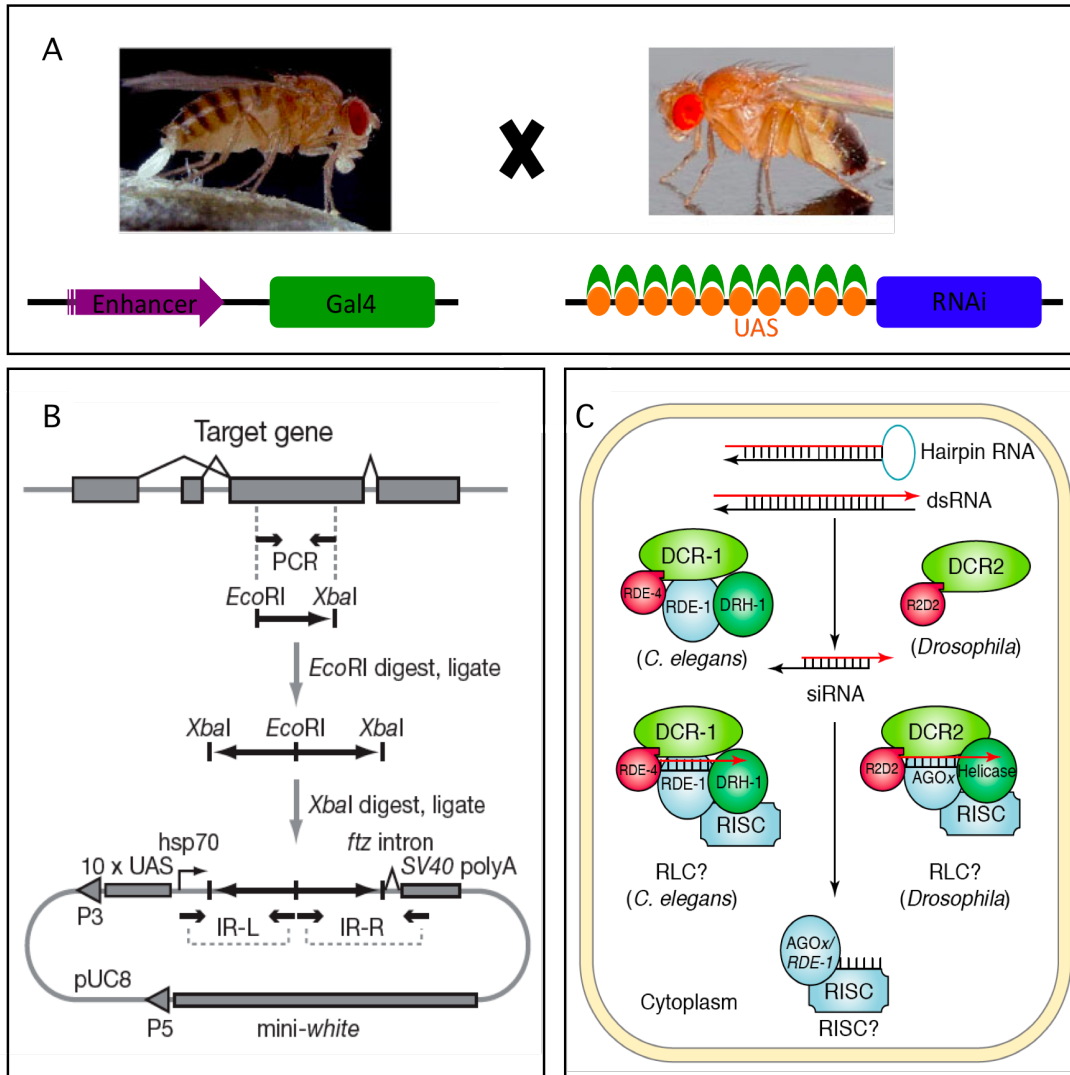 A
X
Enhancer
Gal4
UAS
RNAi
B
Target gene
PCR
EcoRI XbaI
EcoRI digest, ligate
XbaI EcoRI XbaI
XbaI digest, ligate
hsp70
ftz intron
10 x UAS
SV40 polyA
P3
IR-L
IR-R
pUC8
P5
mini-white
C
Hairpin RNA
dsRNA
DCR-1
RDE-4
RDE-1
DRH-1
(C. elegans)
DCR2
R2D2
(Drosophila)
siRNA
DCR-1
RDE-4
RDE-1
DRH-1
RISC
RLC?
(C. elegans)
DCR2
R2D2
AGOx
Helicase
RISC
RLC?
(Drosophila)
AGOx/
RDE-1
RISC
RISC?
Cytoplasm